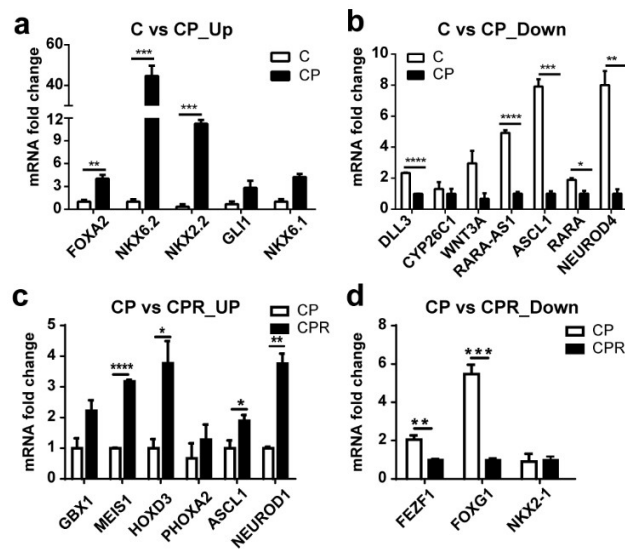 a
C vs CP_Up
mRNA fold change
60
40
20
6
3
0
***
***
**
C
CP
FOXA2
NKX6.2
NKX2.2
GLI1
NKX6.1
b
C vs CP_Down
mRNA fold change
10
8
6
4
2
0
C
CP
****
****
***
*
**
DLL3
CYP26C1
WNT3A
RARA-AS1
ASCL1
RARA
NEUROD4
c
CP vs CPR_UP
mRNA fold change
5
4
3
2
1
0
CP
CPR
****
*
*
**
GBX1
MEIS1
HOXD3
PHOXA2
ASCL1
NEUROD1
d
CP vs CPR_Down
mRNA fold change
8
6
4
2
0
CP
CPR
**
***
FEZF1
FOXG1
NKX2-1